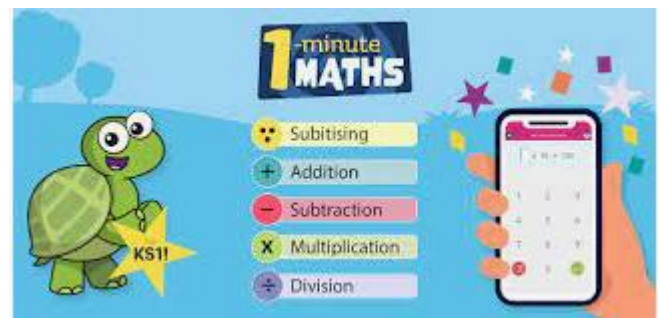 1-minute
MATHS
Subitising
+ Addition
− Subtraction
x Multiplication
÷ Division
KS1!